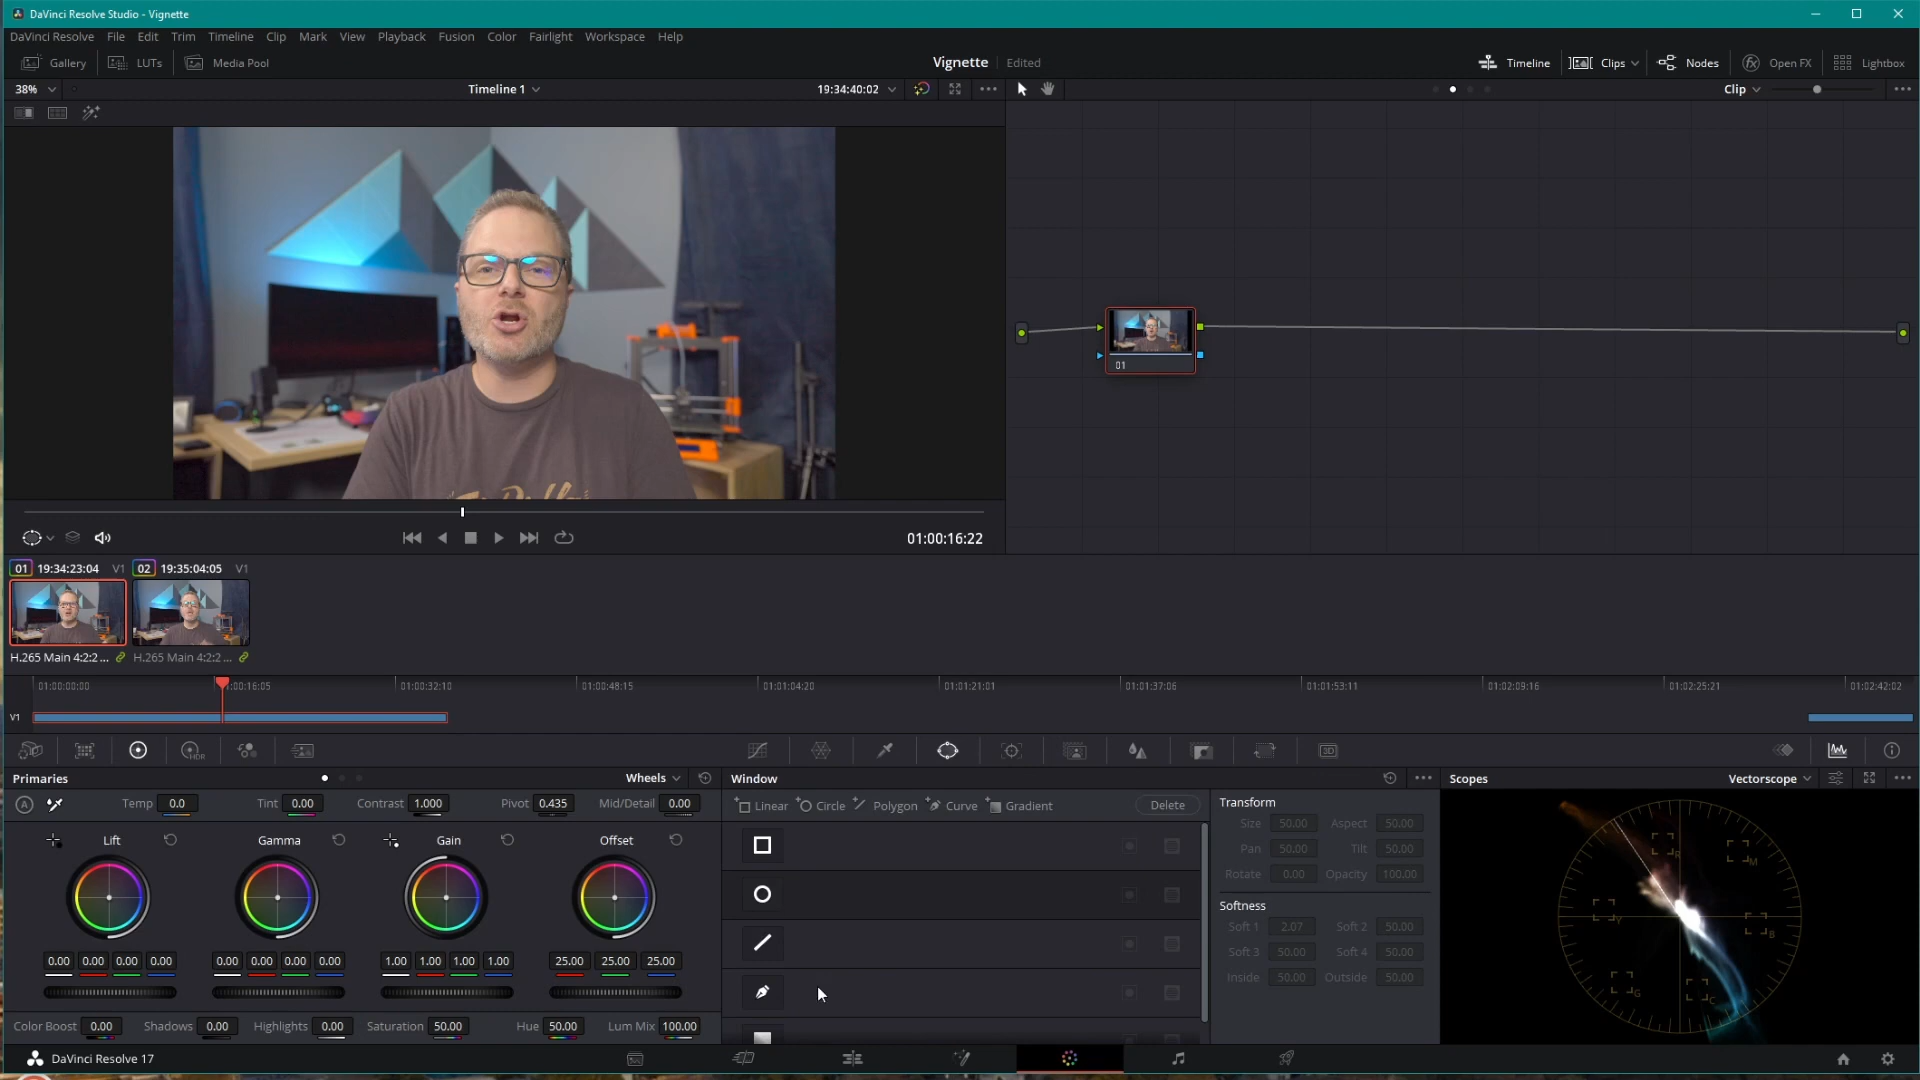 DaVinci Resolve Studio - Vignette
DaVinci Resolve File Edit Trim Timeline Clip Mark View Playback Fusion Color Fairlight Workspace Help
Gallery LUTs Media Pool Vignette Edited Timeline Clips Nodes Open FX Lightbox
38% Timeline 1 19:34:40:02 Clip
01
01:00:16:22
01 19:34:23:04 V1 02 19:35:04:05 V1
H.265 Main 4:2:2 ... H.265 Main 4:2:2 ...
01:00:00:00 :00:16:05 01:00:32:10 01:00:48:15 01:01:04:20 01:01:21:01 01:01:37:06 01:01:53:11 01:02:09:16 01:02:25:21 01:02:42:02
V1
HDR 3D
Primaries Wheels Window Scopes Vectorscope
A Temp 0.0 Tint 0.00 Contrast 1.000 Pivot 0.435 Mid/Detail 0.00
Linear Circle Polygon Curve Gradient Delete
Transform
Size 50.00 Aspect 50.00
Pan 50.00 Tilt 50.00
Rotate 0.00 Opacity 100.00
Softness
Soft 1 2.07 Soft 2 50.00
Soft 3 50.00 Soft 4 50.00
Inside 50.00 Outside 50.00
Lift Gamma Gain Offset
0.00 0.00 0.00 0.00 0.00 0.00 0.00 0.00 1.00 1.00 1.00 1.00 25.00 25.00 25.00
Color Boost 0.00 Shadows 0.00 Highlights 0.00 Saturation 50.00 Hue 50.00 Lum Mix 100.00
R M
Y B
G C
DaVinci Resolve 17